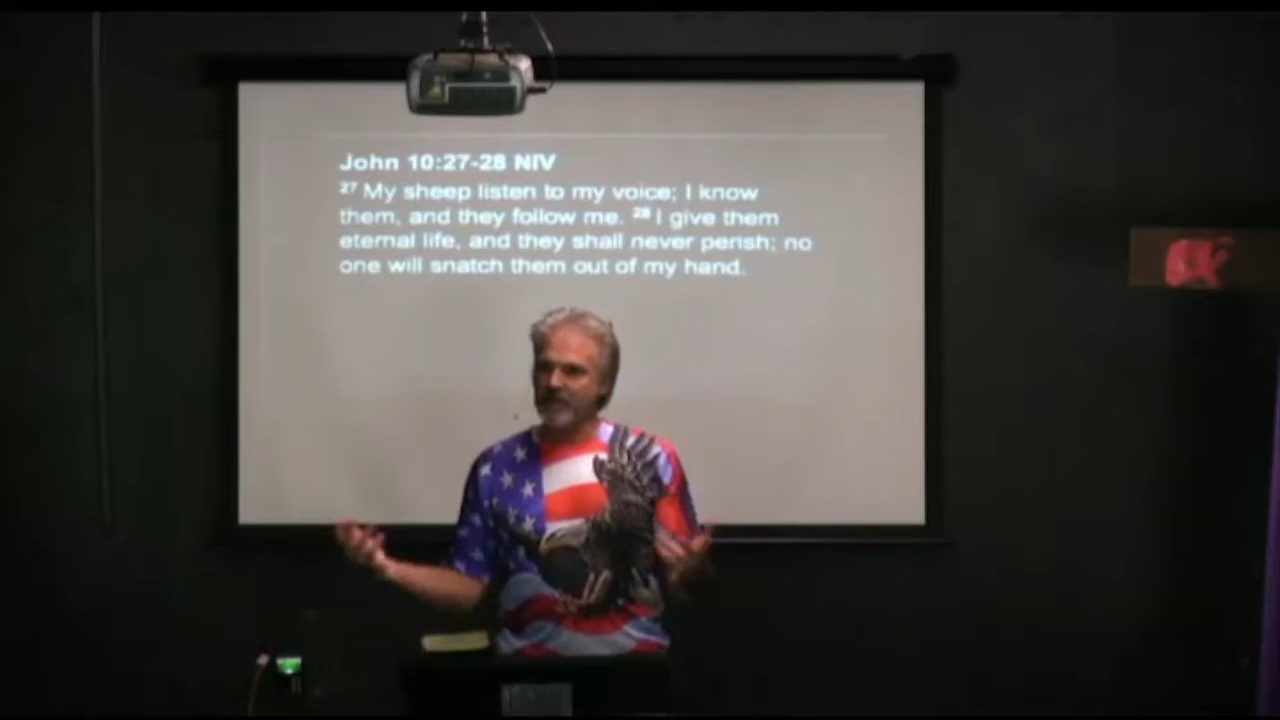 John 10:27-28 NIV
27 My sheep listen to my voice; I know
them, and they follow me. 28 I give them
eternal life, and they shall never perish; no
one will snatch them out of my hand.